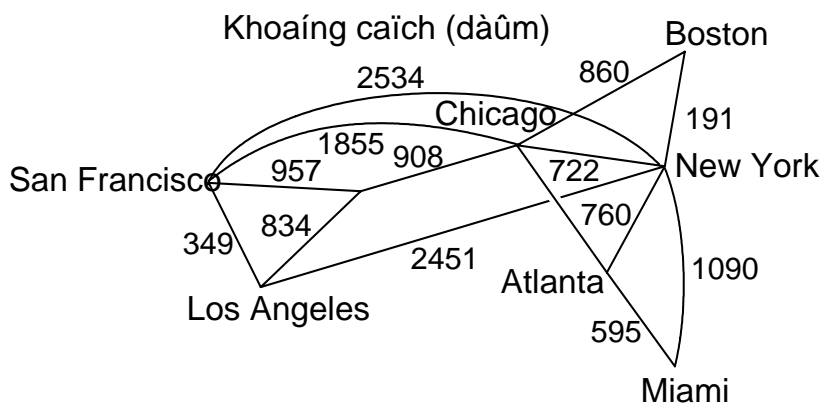 Khoaíng caïch (dàûm)
Boston
2534
860
Chicago
191
1855
908
957
722
New York
San Francisco
834
760
349
2451
1090
Atlanta
Los Angeles
595
Miami